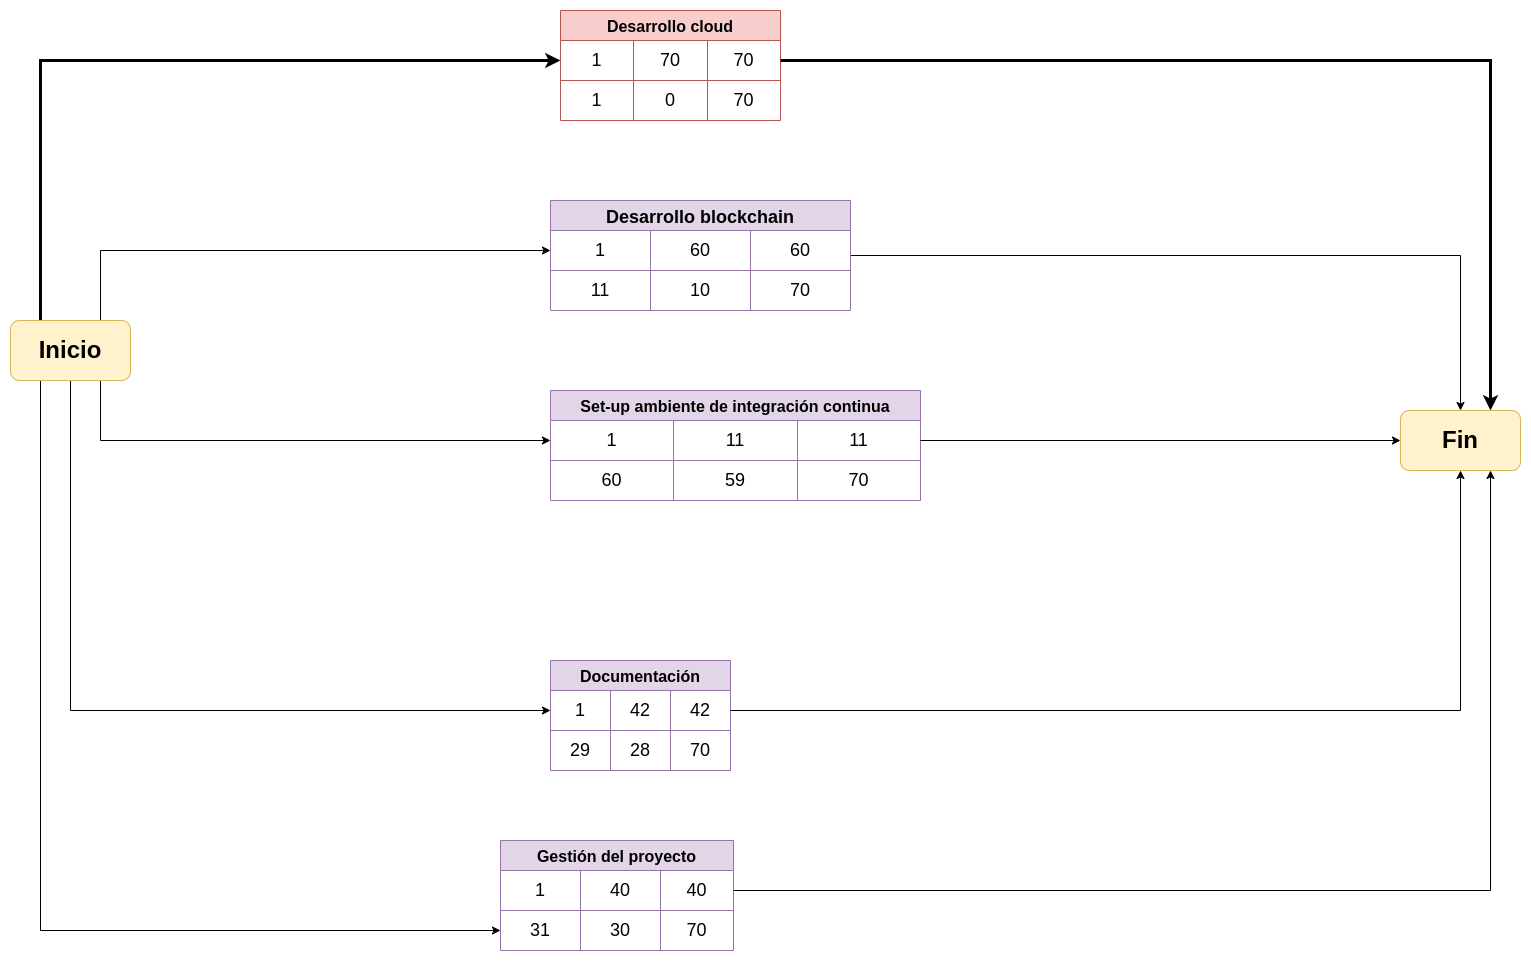 Desarrollo cloud
1 70 70
1 0 70
Desarrollo blockchain
1 60 60
11 10 70
Inicio
Set-up ambiente de integración continua
1 11 11
60 59 70
Fin
Documentación
1 42 42
29 28 70
Gestión del proyecto
1 40 40
31 30 70